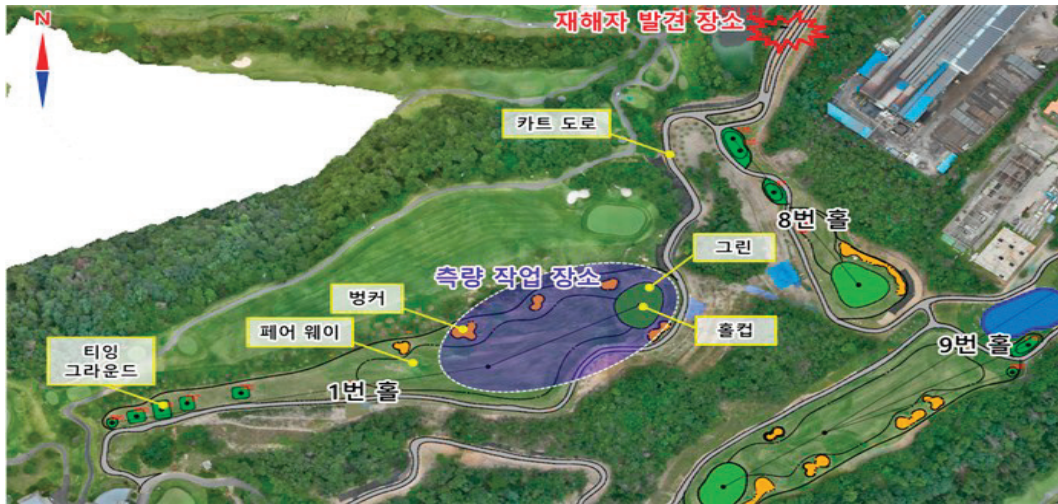 N
재해자 발견 장소
카트 도로
8번 홀
그린
측량 작업 장소
벙커
홀컵
페어 웨이
9번 홀
티잉
그라운드
1번 홀